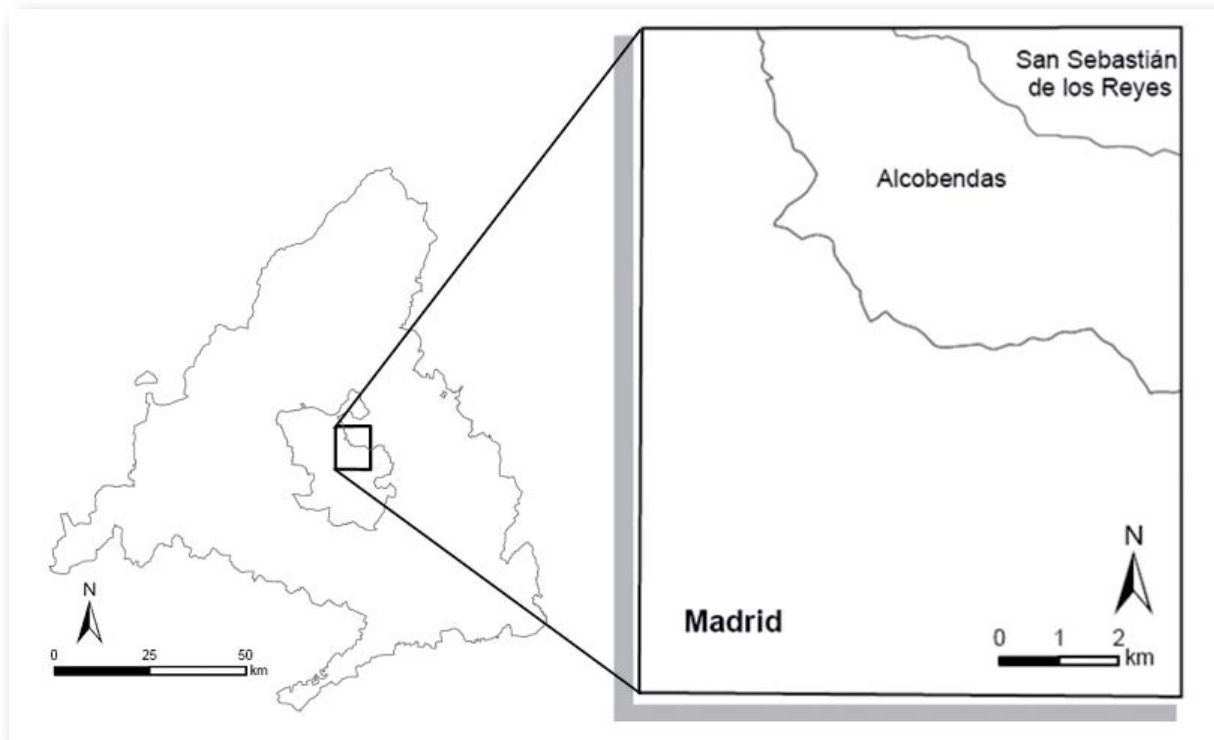 San Sebastián
de los Reyes
Alcobendas
N
Madrid
0 1 2
km
N
0 25 50
km